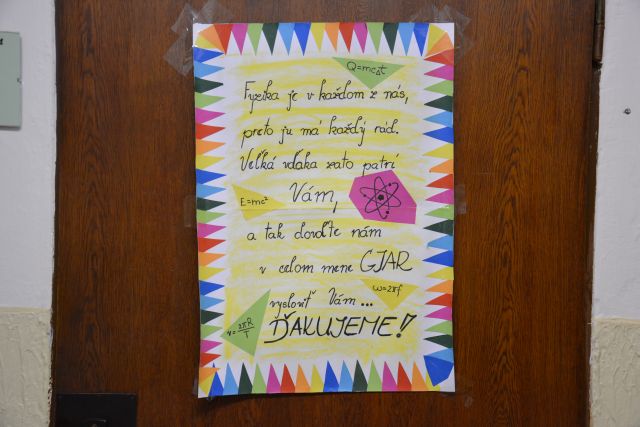 Q=mcΔt
Fyzika je v každom z nás,
preto ju má každý rád.
Veľká vďaka zato patrí
E=mc²
Vám,
a tak dovoľte nám
v celom mene GJAR
ω=2πf
vysloviť Vám...
v=2πR/T
ĎAKUJEME!